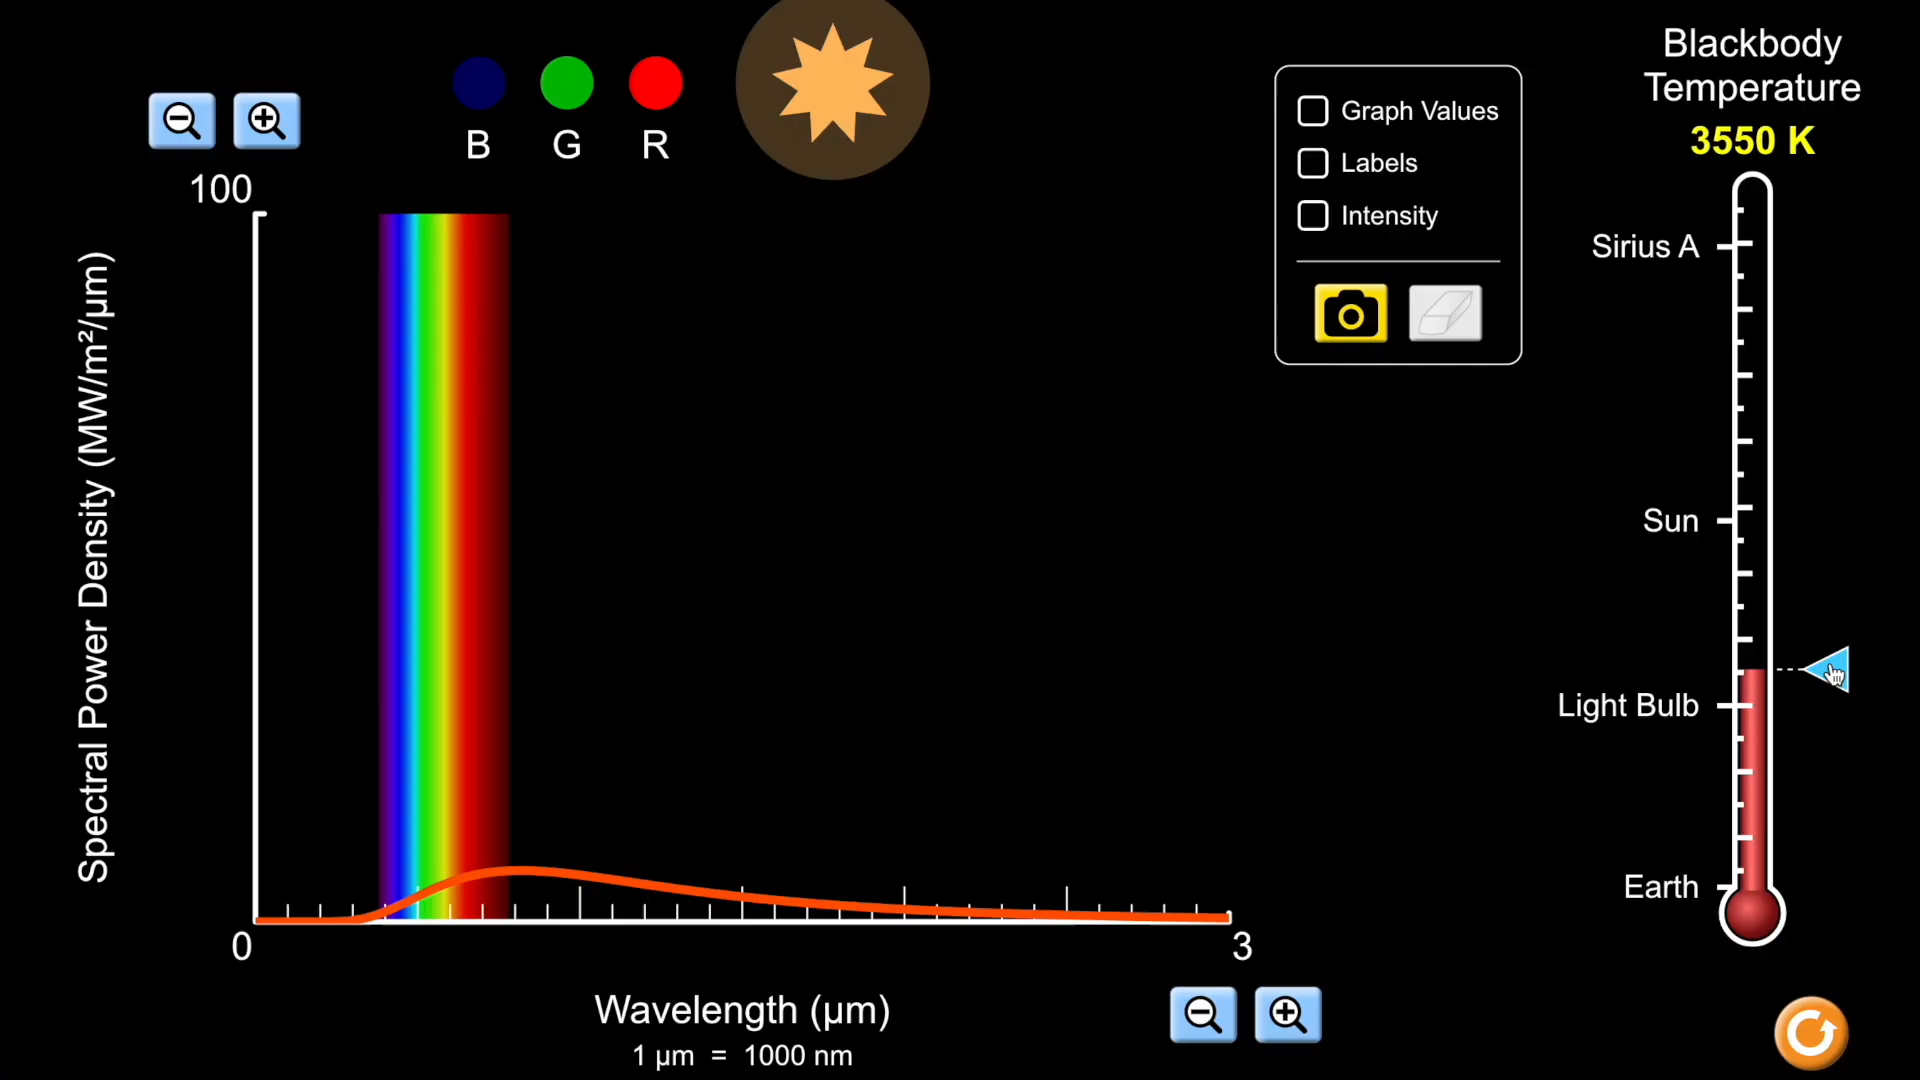 Blackbody
Temperature
3550 K
B
G
R
100
Graph Values
Labels
Intensity
Sirius A
Sun
Light Bulb
Earth
Spectral Power Density (MW/m²/μm)
0
3
Wavelength (μm)
1 μm = 1000 nm